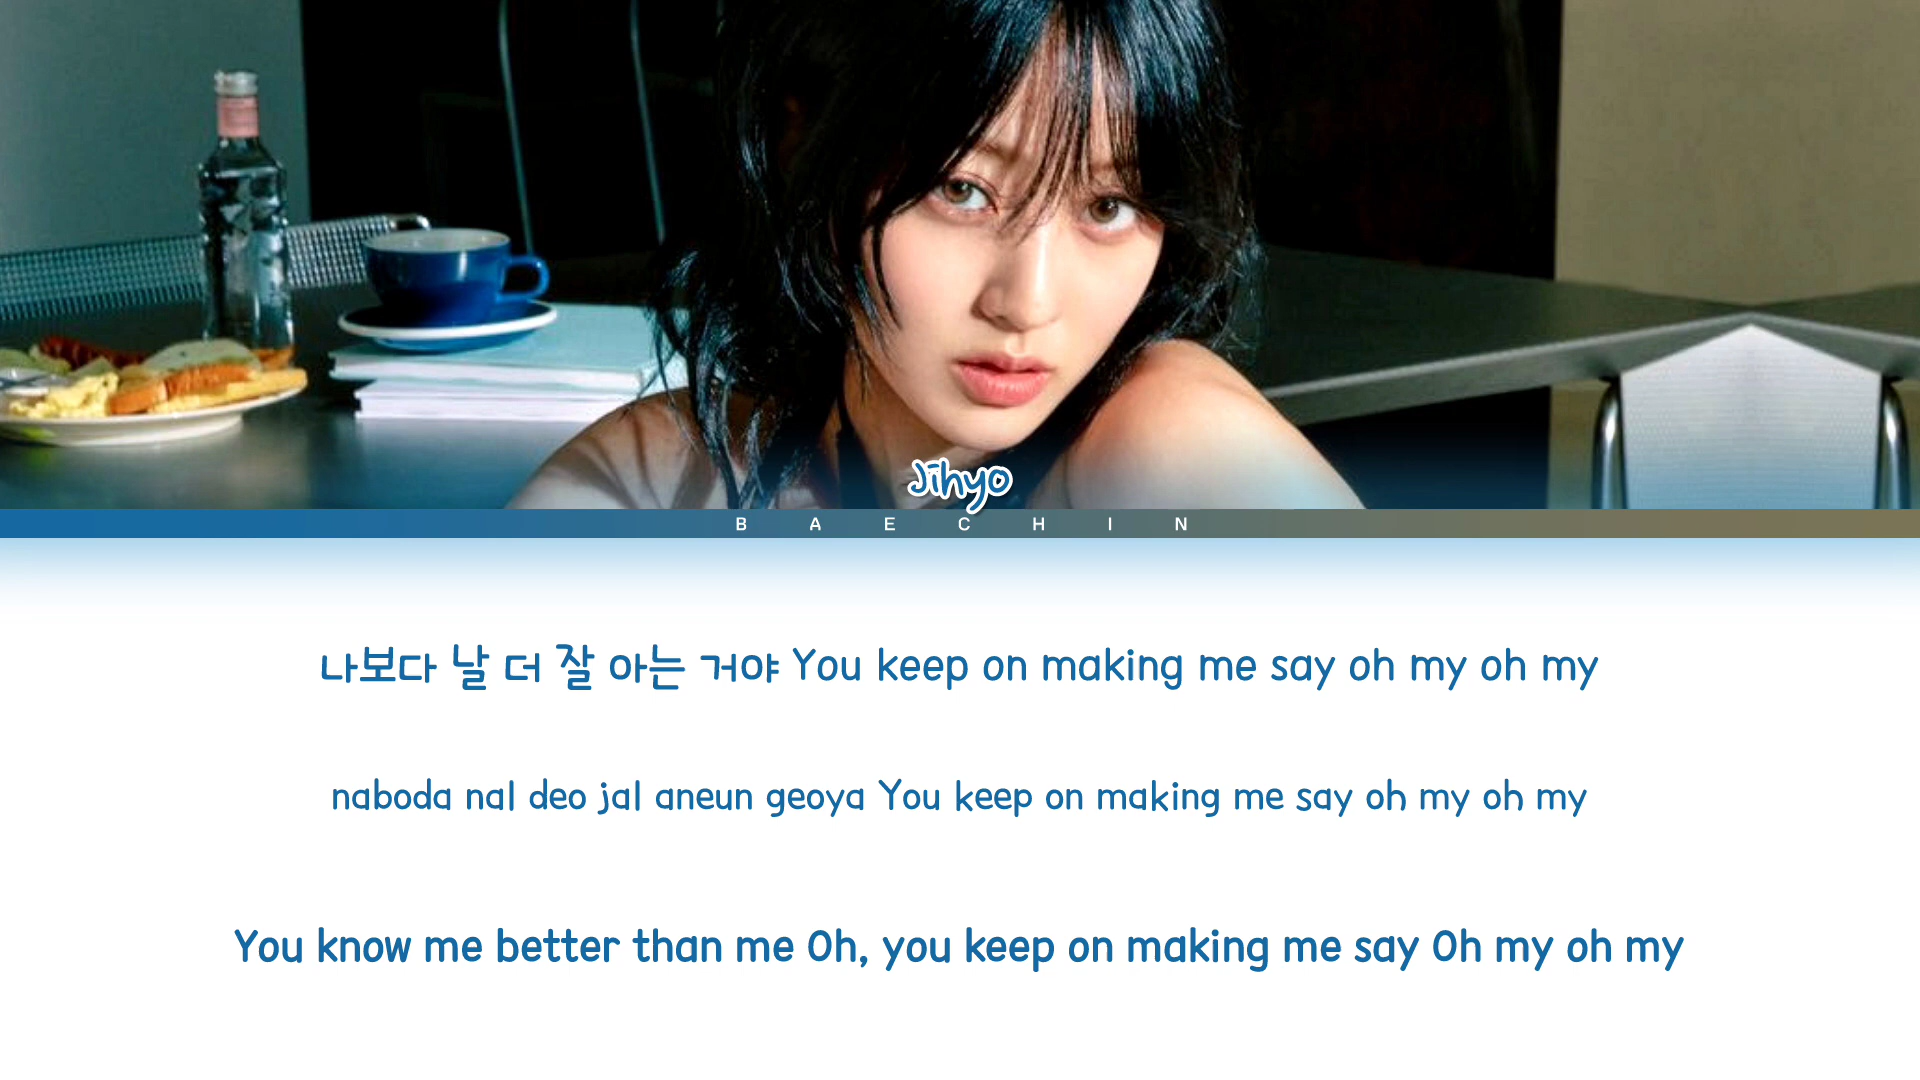 Jihyo
BAECHIN
나보다 날 더 잘 아는 거야 You keep on making me say oh my oh my
naboda nal deo jal aneun geoya You keep on making me say oh my oh my
You know me better than me Oh, you keep on making me say Oh my oh my